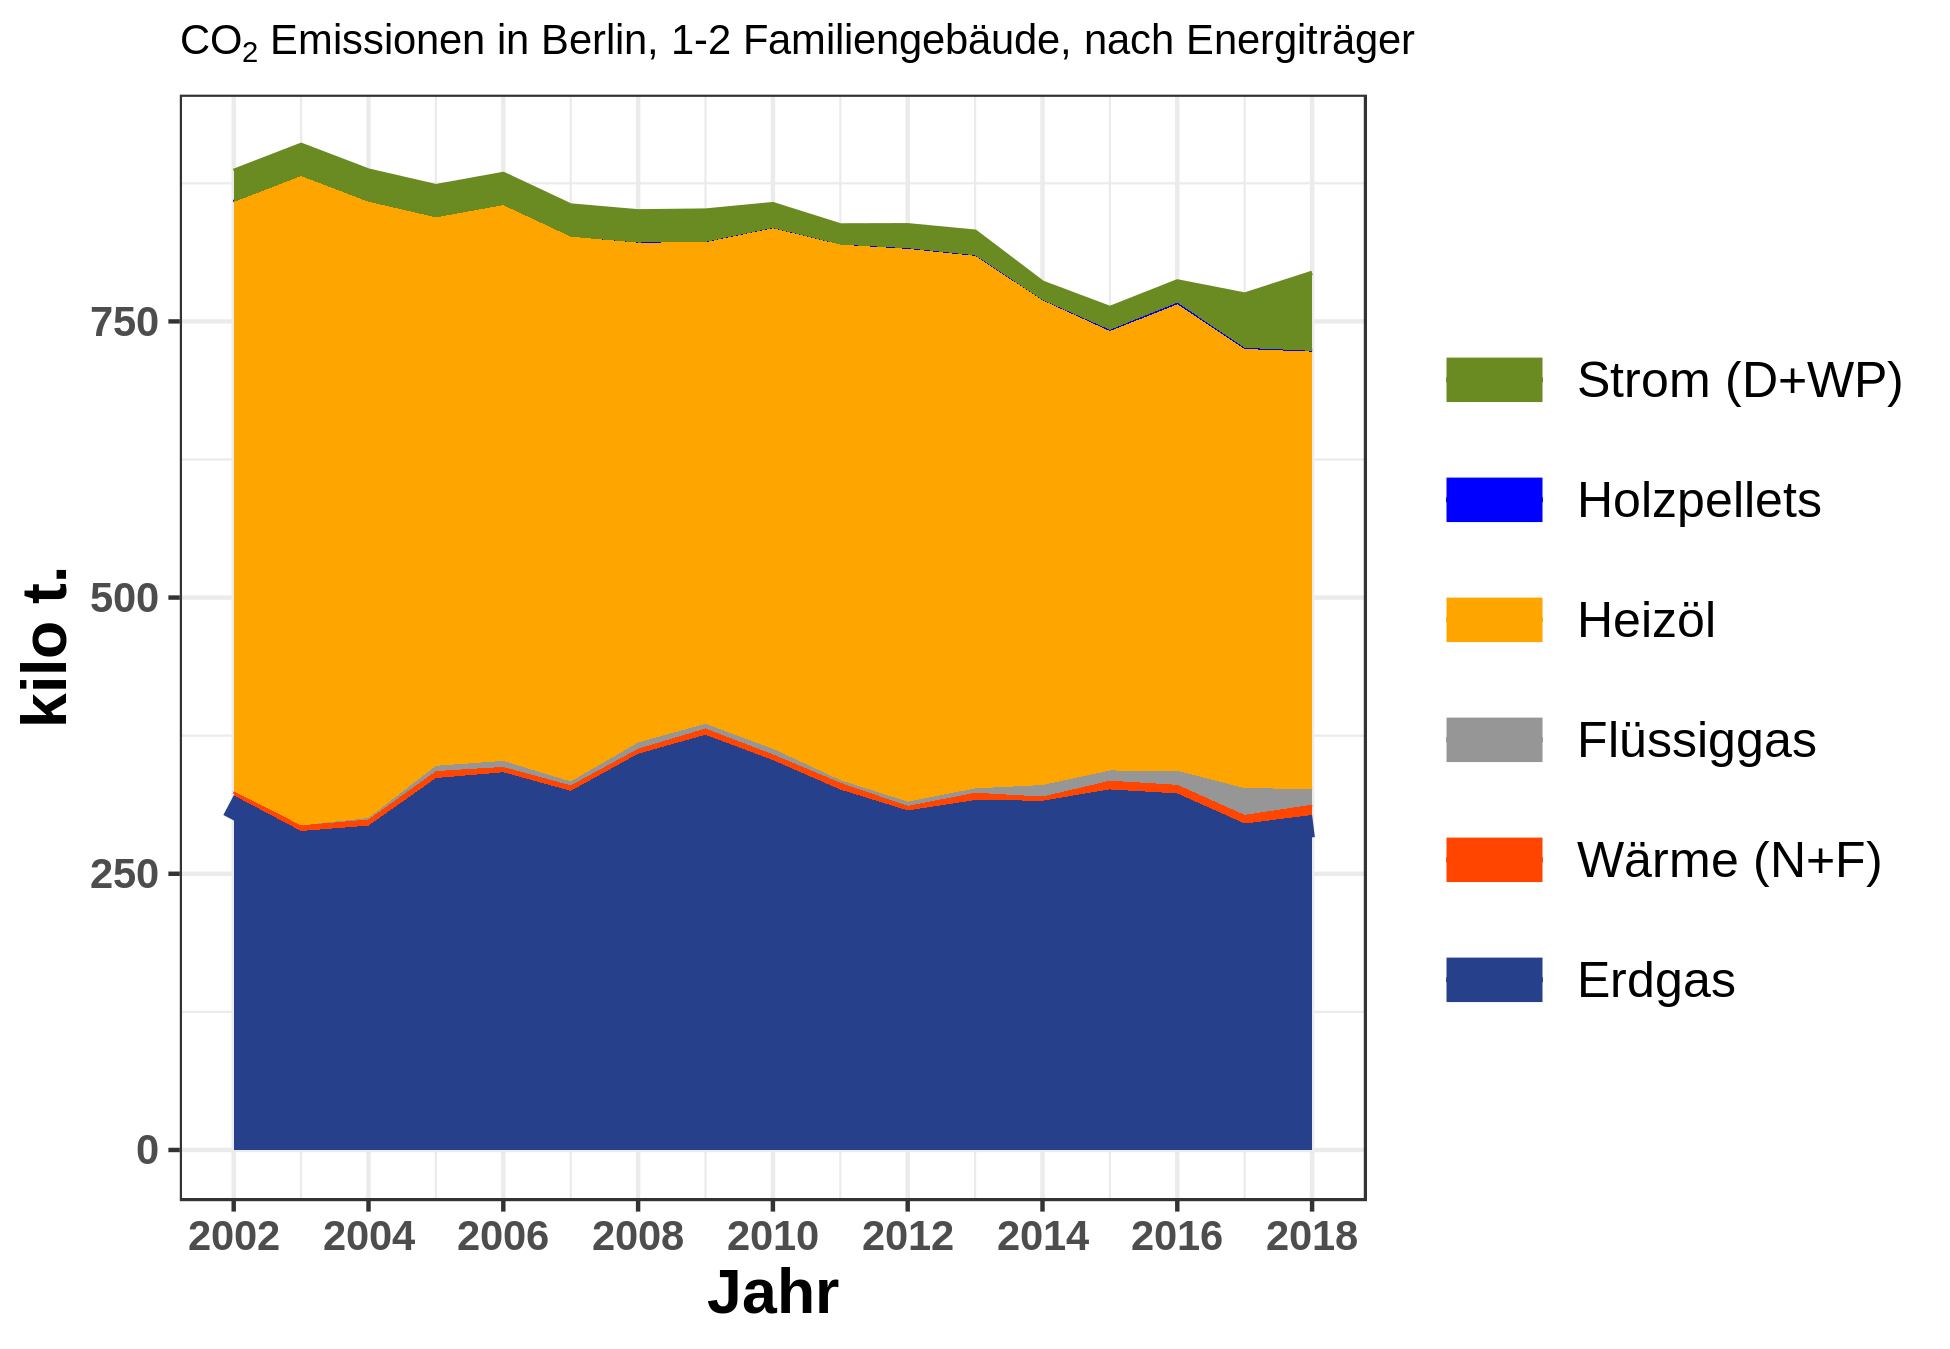 CO₂ Emissionen in Berlin, 1-2 Familiengebäude, nach Energiträger
kilo t.
750
500
250
0
2002 2004 2006 2008 2010 2012 2014 2016 2018
Jahr
Strom (D+WP)
Holzpellets
Heizöl
Flüssiggas
Wärme (N+F)
Erdgas